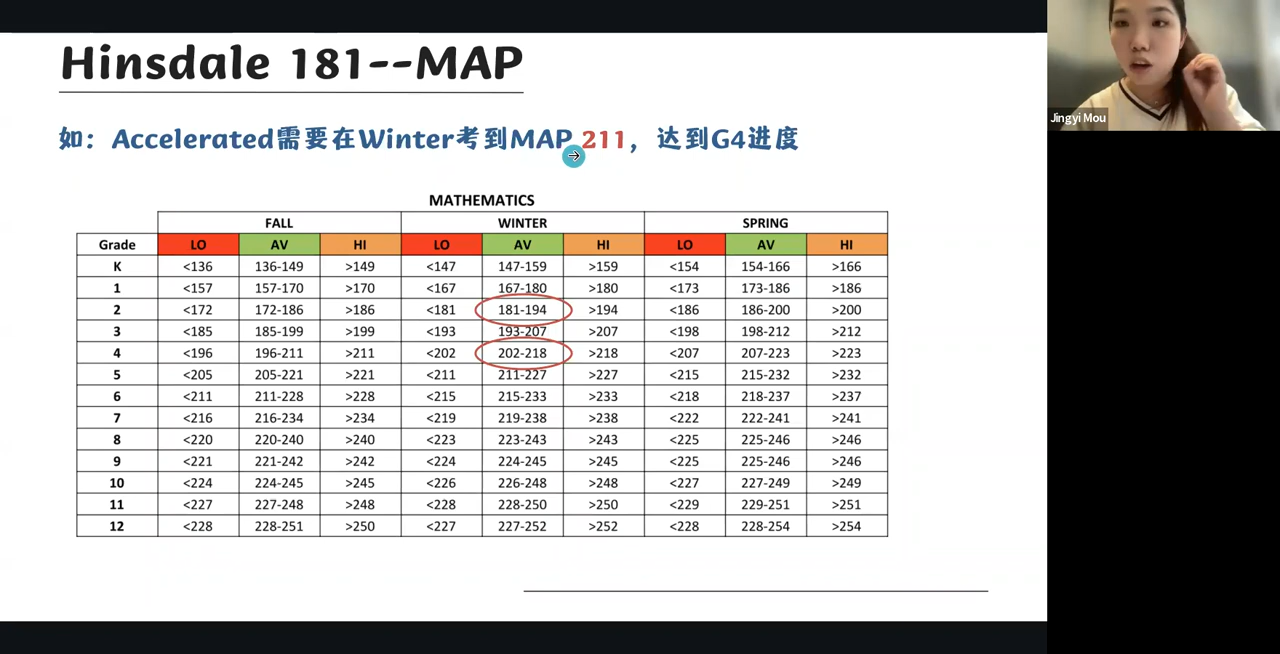 Hinsdale 181--MAP
Jingyi Mou
如：Accelerated需要在Winter考到MAP 211，达到G4进度
MATHEMATICS
FALL WINTER SPRING
Grade LO AV HI LO AV HI LO AV HI
K <136 136-149 >149 <147 147-159 >159 <154 154-166 >166
1 <157 157-170 >170 <167 167-180 >180 <173 173-186 >186
2 <172 172-186 >186 <181 181-194 >194 <186 186-200 >200
3 <185 185-199 >199 <193 193-207 >207 <198 198-212 >212
4 <196 196-211 >211 <202 202-218 >218 <207 207-223 >223
5 <205 205-221 >221 <211 211-227 >227 <215 215-232 >232
6 <211 211-228 >228 <215 215-233 >233 <218 218-237 >237
7 <216 216-234 >234 <219 219-238 >238 <222 222-241 >241
8 <220 220-240 >240 <223 223-243 >243 <225 225-246 >246
9 <221 221-242 >242 <224 224-245 >245 <225 225-246 >246
10 <224 224-245 >245 <226 226-248 >248 <227 227-249 >249
11 <227 227-248 >248 <228 228-250 >250 <229 229-251 >251
12 <228 228-251 >250 <227 227-252 >252 <228 228-254 >254